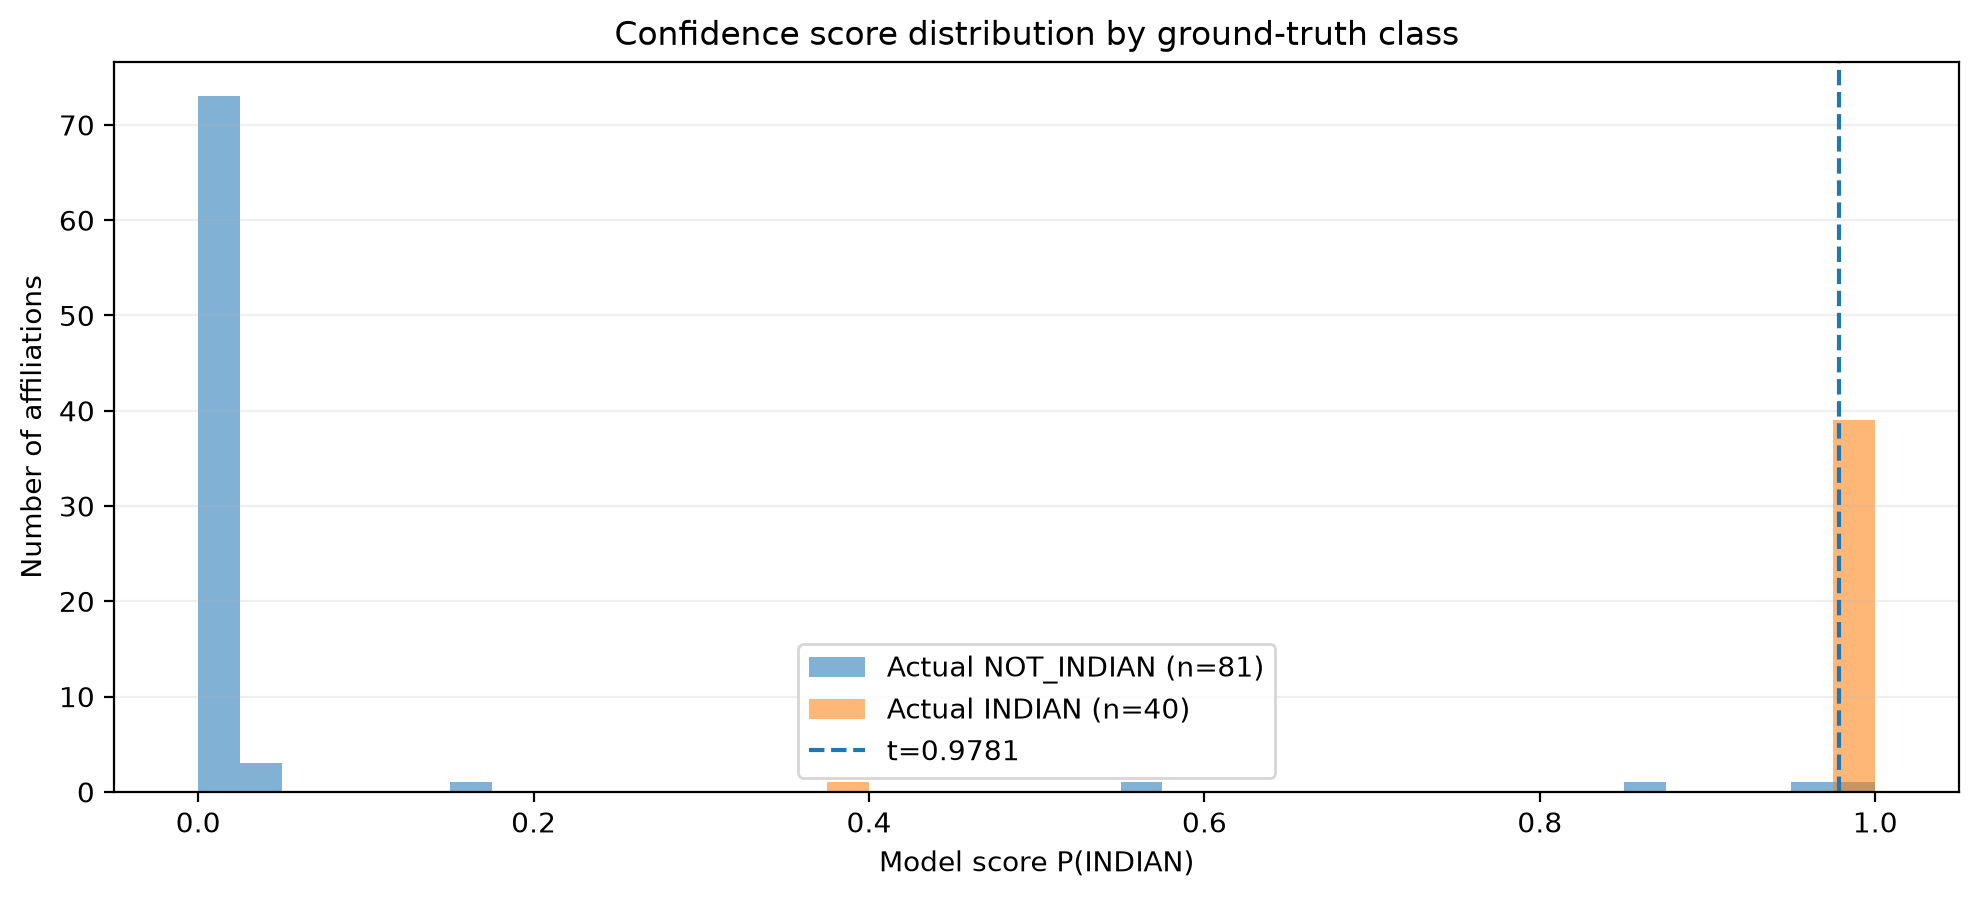 Confidence score distribution by ground-truth class
Number of affiliations
70
60
50
40
30
20
10
0
Actual NOT_INDIAN (n=81)
Actual INDIAN (n=40)
t=0.9781
0.0 0.2 0.4 0.6 0.8 1.0
Model score P(INDIAN)